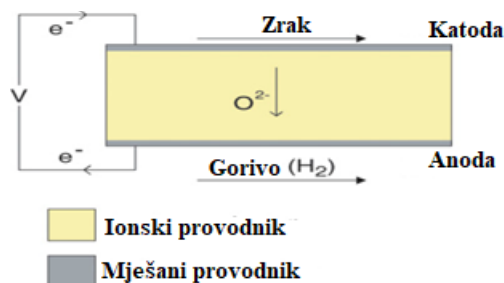 Zrak
Katoda
e⁻
V
O²⁻
e⁻
Gorivo (H₂)
Anoda
Ionski provodnik
Mješani provodnik